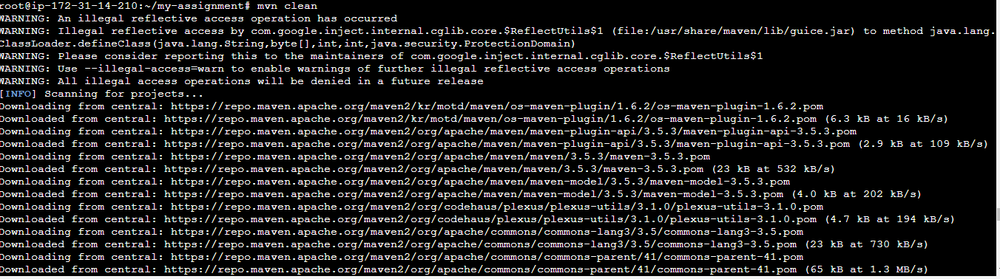 root@ip-172-31-14-210:~/my-assignment# mvn clean
WARNING: An illegal reflective access operation has occurred
WARNING: Illegal reflective access by com.google.inject.internal.cglib.core.$ReflectUtils$1 (file:/usr/share/maven/lib/guice.jar) to method java.lang.
ClassLoader.defineClass(java.lang.String,byte[],int,int,java.security.ProtectionDomain)
WARNING: Please consider reporting this to the maintainers of com.google.inject.internal.cglib.core.$ReflectUtils$1
WARNING: Use --illegal-access=warn to enable warnings of further illegal reflective access operations
WARNING: All illegal access operations will be denied in a future release
[INFO] Scanning for projects...
Downloading from central: https://repo.maven.apache.org/maven2/kr/motd/maven/os-maven-plugin/1.6.2/os-maven-plugin-1.6.2.pom
Downloaded from central: https://repo.maven.apache.org/maven2/kr/motd/maven/os-maven-plugin/1.6.2/os-maven-plugin-1.6.2.pom (6.3 kB at 16 kB/s)
Downloading from central: https://repo.maven.apache.org/maven2/org/apache/maven/maven-plugin-api/3.5.3/maven-plugin-api-3.5.3.pom
Downloaded from central: https://repo.maven.apache.org/maven2/org/apache/maven/maven-plugin-api/3.5.3/maven-plugin-api-3.5.3.pom (2.9 kB at 109 kB/s)
Downloading from central: https://repo.maven.apache.org/maven2/org/apache/maven/maven/3.5.3/maven-3.5.3.pom
Downloaded from central: https://repo.maven.apache.org/maven2/org/apache/maven/maven/3.5.3/maven-3.5.3.pom (23 kB at 532 kB/s)
Downloading from central: https://repo.maven.apache.org/maven2/org/apache/maven/maven-model/3.5.3/maven-model-3.5.3.pom
Downloaded from central: https://repo.maven.apache.org/maven2/org/apache/maven/maven-model/3.5.3/maven-model-3.5.3.pom (4.0 kB at 202 kB/s)
Downloading from central: https://repo.maven.apache.org/maven2/org/codehaus/plexus/plexus-utils/3.1.0/plexus-utils-3.1.0.pom
Downloaded from central: https://repo.maven.apache.org/maven2/org/codehaus/plexus/plexus-utils/3.1.0/plexus-utils-3.1.0.pom (4.7 kB at 194 kB/s)
Downloading from central: https://repo.maven.apache.org/maven2/org/apache/commons/commons-lang3/3.5/commons-lang3-3.5.pom
Downloaded from central: https://repo.maven.apache.org/maven2/org/apache/commons/commons-lang3/3.5/commons-lang3-3.5.pom (23 kB at 730 kB/s)
Downloading from central: https://repo.maven.apache.org/maven2/org/apache/commons/commons-parent/41/commons-parent-41.pom
Downloaded from central: https://repo.maven.apache.org/maven2/org/apache/commons/commons-parent/41/commons-parent-41.pom (65 kB at 1.3 MB/s)